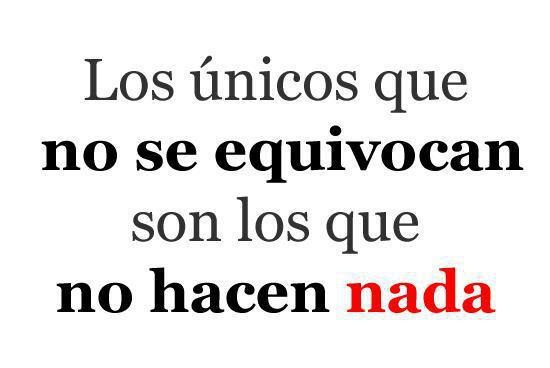 Los únicos que
no se equivocan
son los que
no hacen nada